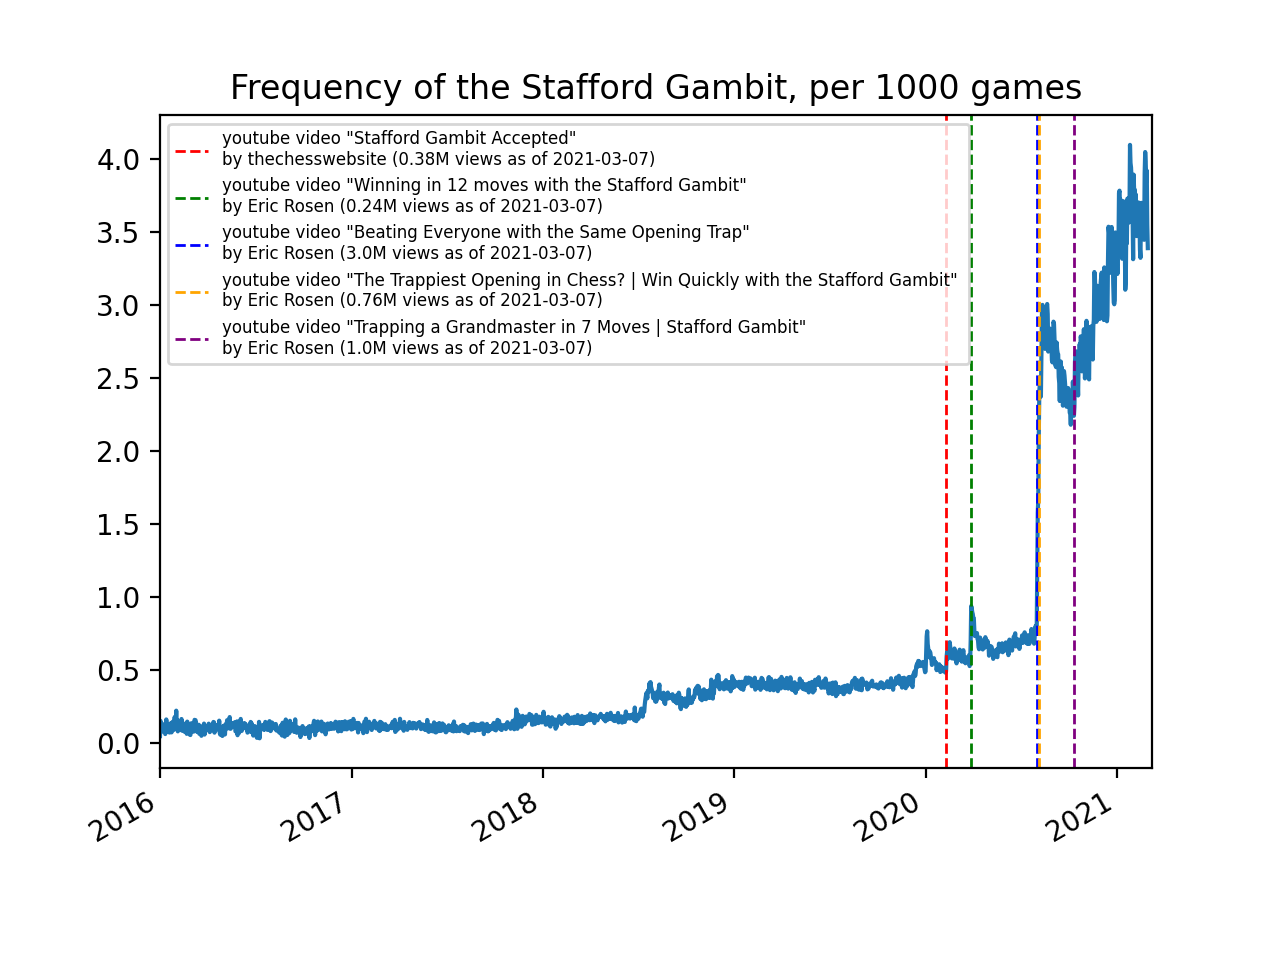 Frequency of the Stafford Gambit, per 1000 games
youtube video "Stafford Gambit Accepted"
by thechesswebsite (0.38M views as of 2021-03-07)
youtube video "Winning in 12 moves with the Stafford Gambit"
by Eric Rosen (0.24M views as of 2021-03-07)
youtube video "Beating Everyone with the Same Opening Trap"
by Eric Rosen (3.0M views as of 2021-03-07)
youtube video "The Trappiest Opening in Chess? | Win Quickly with the Stafford Gambit"
by Eric Rosen (0.76M views as of 2021-03-07)
youtube video "Trapping a Grandmaster in 7 Moves | Stafford Gambit"
by Eric Rosen (1.0M views as of 2021-03-07)
4.0
3.5
3.0
2.5
2.0
1.5
1.0
0.5
0.0
2016
2017
2018
2019
2020
2021